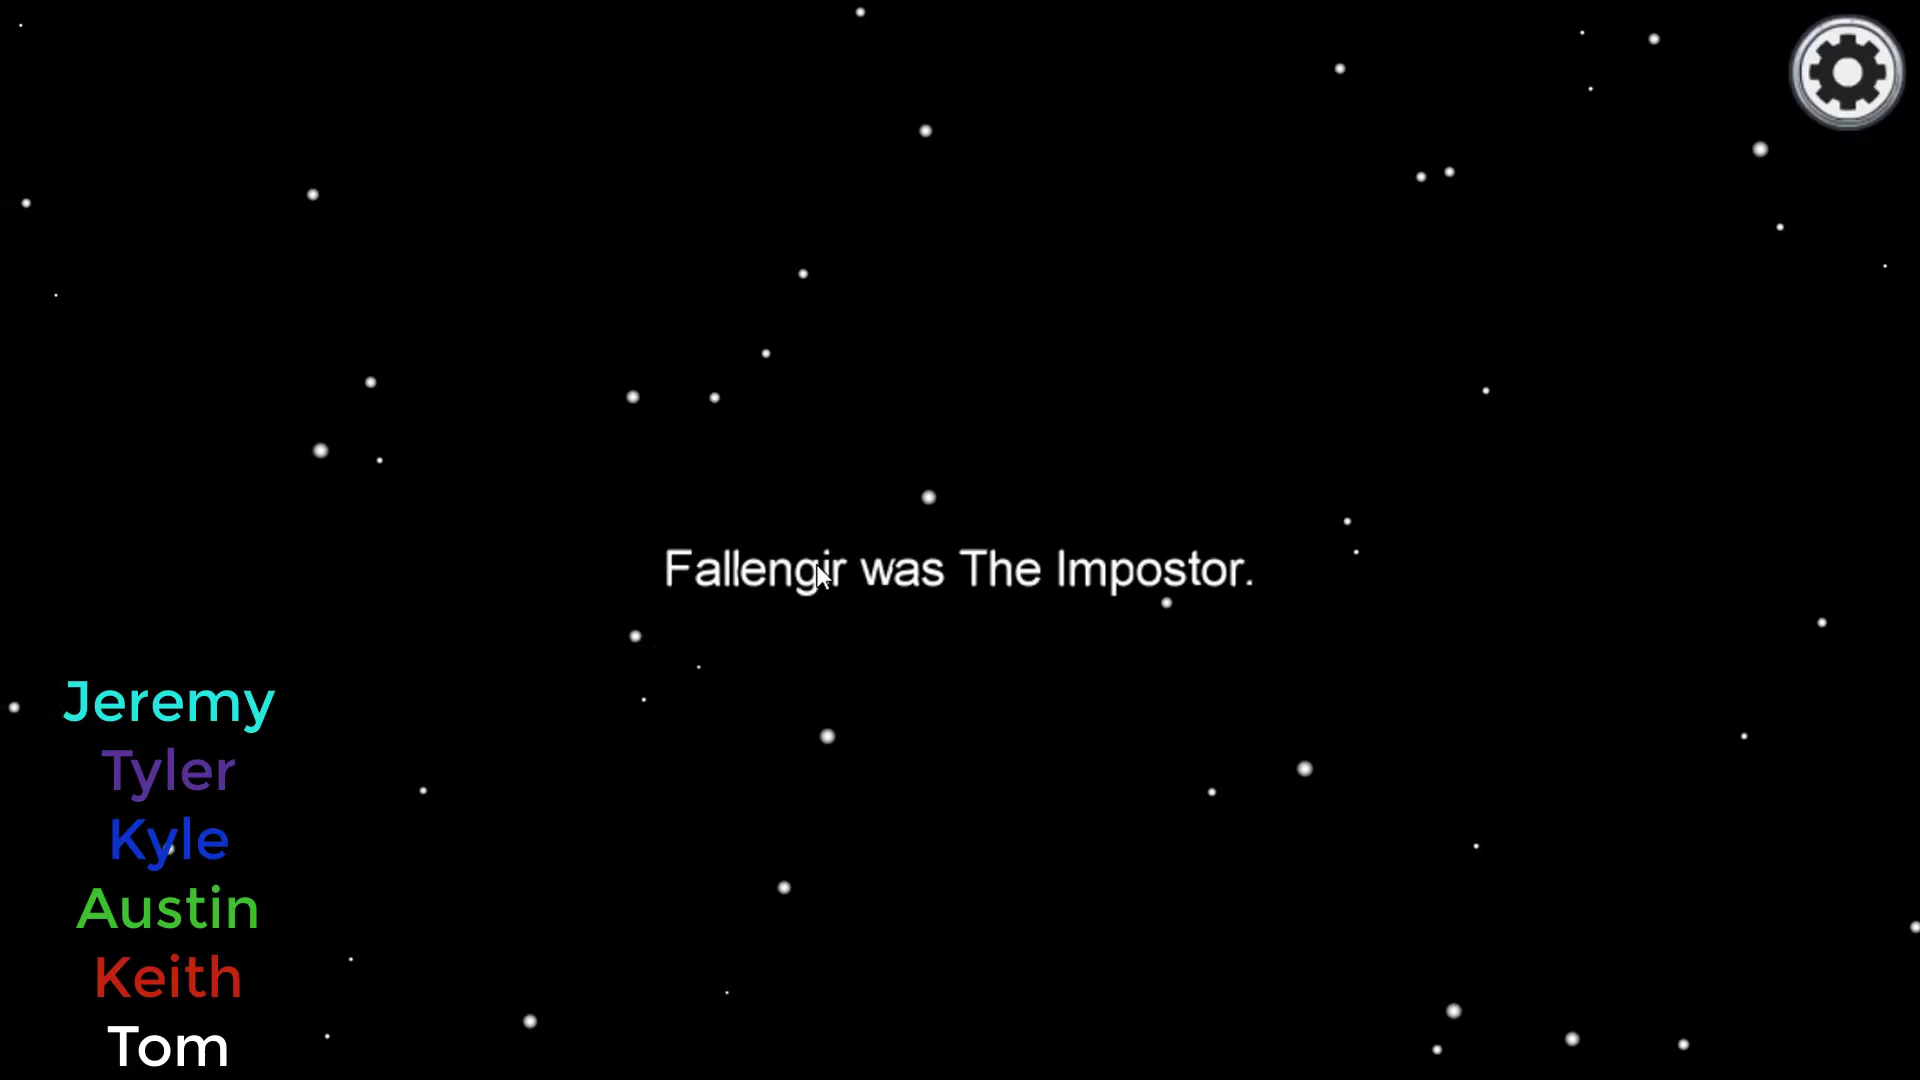 Fallengir was The Impostor.
Jeremy
Tyler
Kyle
Austin
Keith
Tom